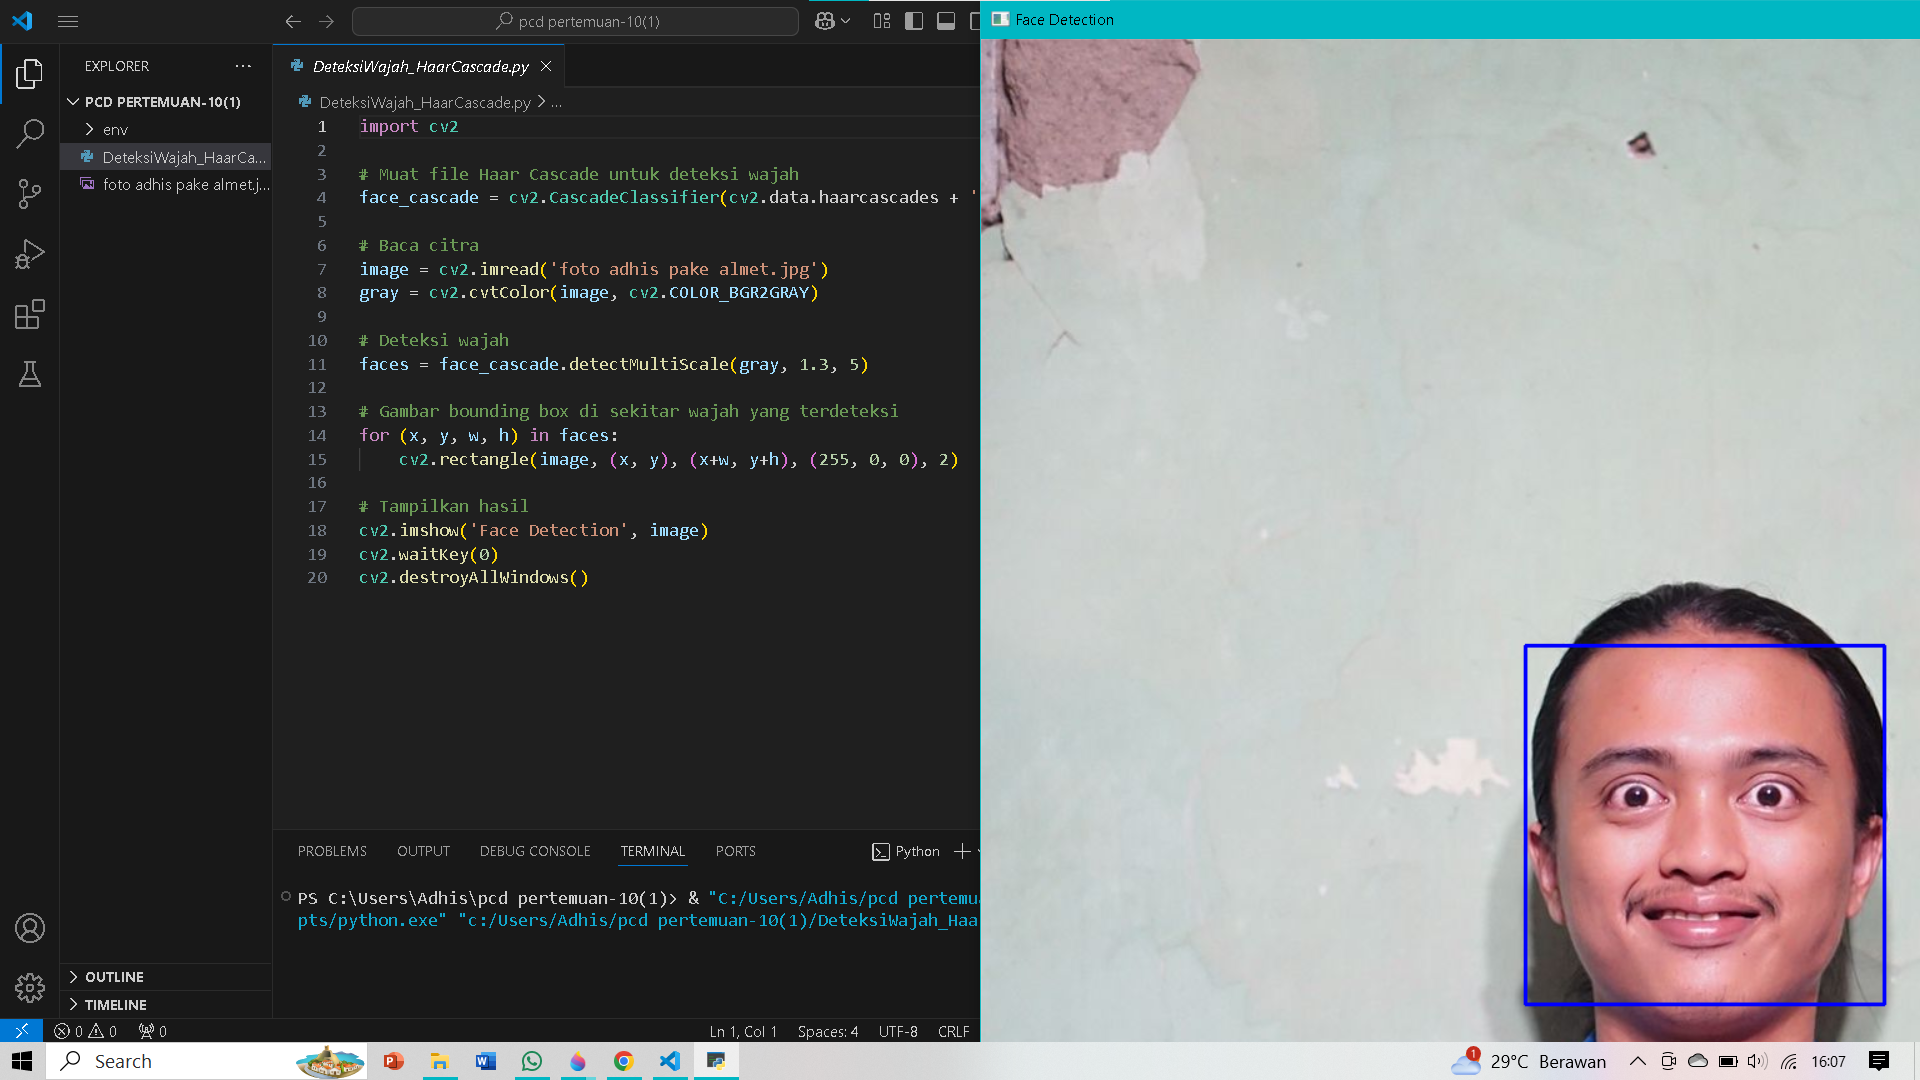 pcd pertemuan-10(1)
Face Detection
EXPLORER
...
DeteksiWajah_HaarCascade.py
PCD PERTEMUAN-10(1)
env
DeteksiWajah_HaarCa...
foto adhis pake almet.j...
OUTLINE
TIMELINE
DeteksiWajah_HaarCascade.py > ...
1 import cv2
2
3 # Muat file Haar Cascade untuk deteksi wajah
4 face_cascade = cv2.CascadeClassifier(cv2.data.haarcascades + '
5
6 # Baca citra
7 image = cv2.imread('foto adhis pake almet.jpg')
8 gray = cv2.cvtColor(image, cv2.COLOR_BGR2GRAY)
9
10 # Deteksi wajah
11 faces = face_cascade.detectMultiScale(gray, 1.3, 5)
12
13 # Gambar bounding box di sekitar wajah yang terdeteksi
14 for (x, y, w, h) in faces:
15 cv2.rectangle(image, (x, y), (x+w, y+h), (255, 0, 0), 2)
16
17 # Tampilkan hasil
18 cv2.imshow('Face Detection', image)
19 cv2.waitKey(0)
20 cv2.destroyAllWindows()
PROBLEMS OUTPUT DEBUG CONSOLE TERMINAL PORTS Python
PS C:\Users\Adhis\pcd pertemuan-10(1)> & "C:/Users/Adhis/pcd pertemu
pts/python.exe" "c:/Users/Adhis/pcd pertemuan-10(1)/DeteksiWajah_Haa
0 0 0 Ln 1, Col 1 Spaces: 4 UTF-8 CRLF
Search 1 29°C Berawan 16:07